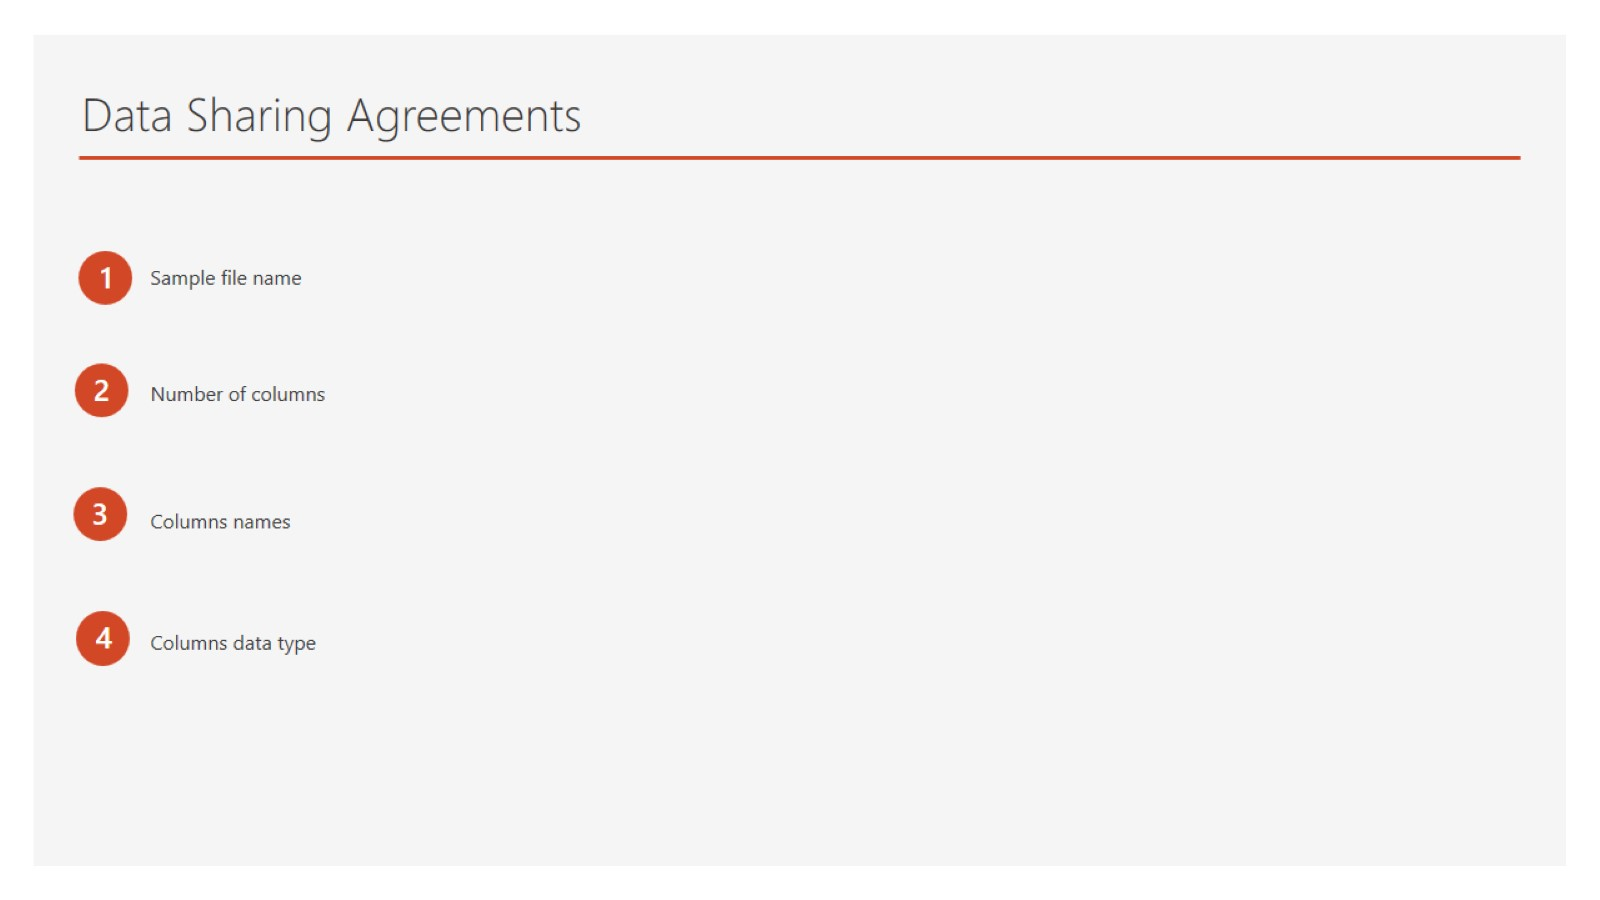 Data Sharing Agreements
1 Sample file name
2 Number of columns
3 Columns names
4 Columns data type